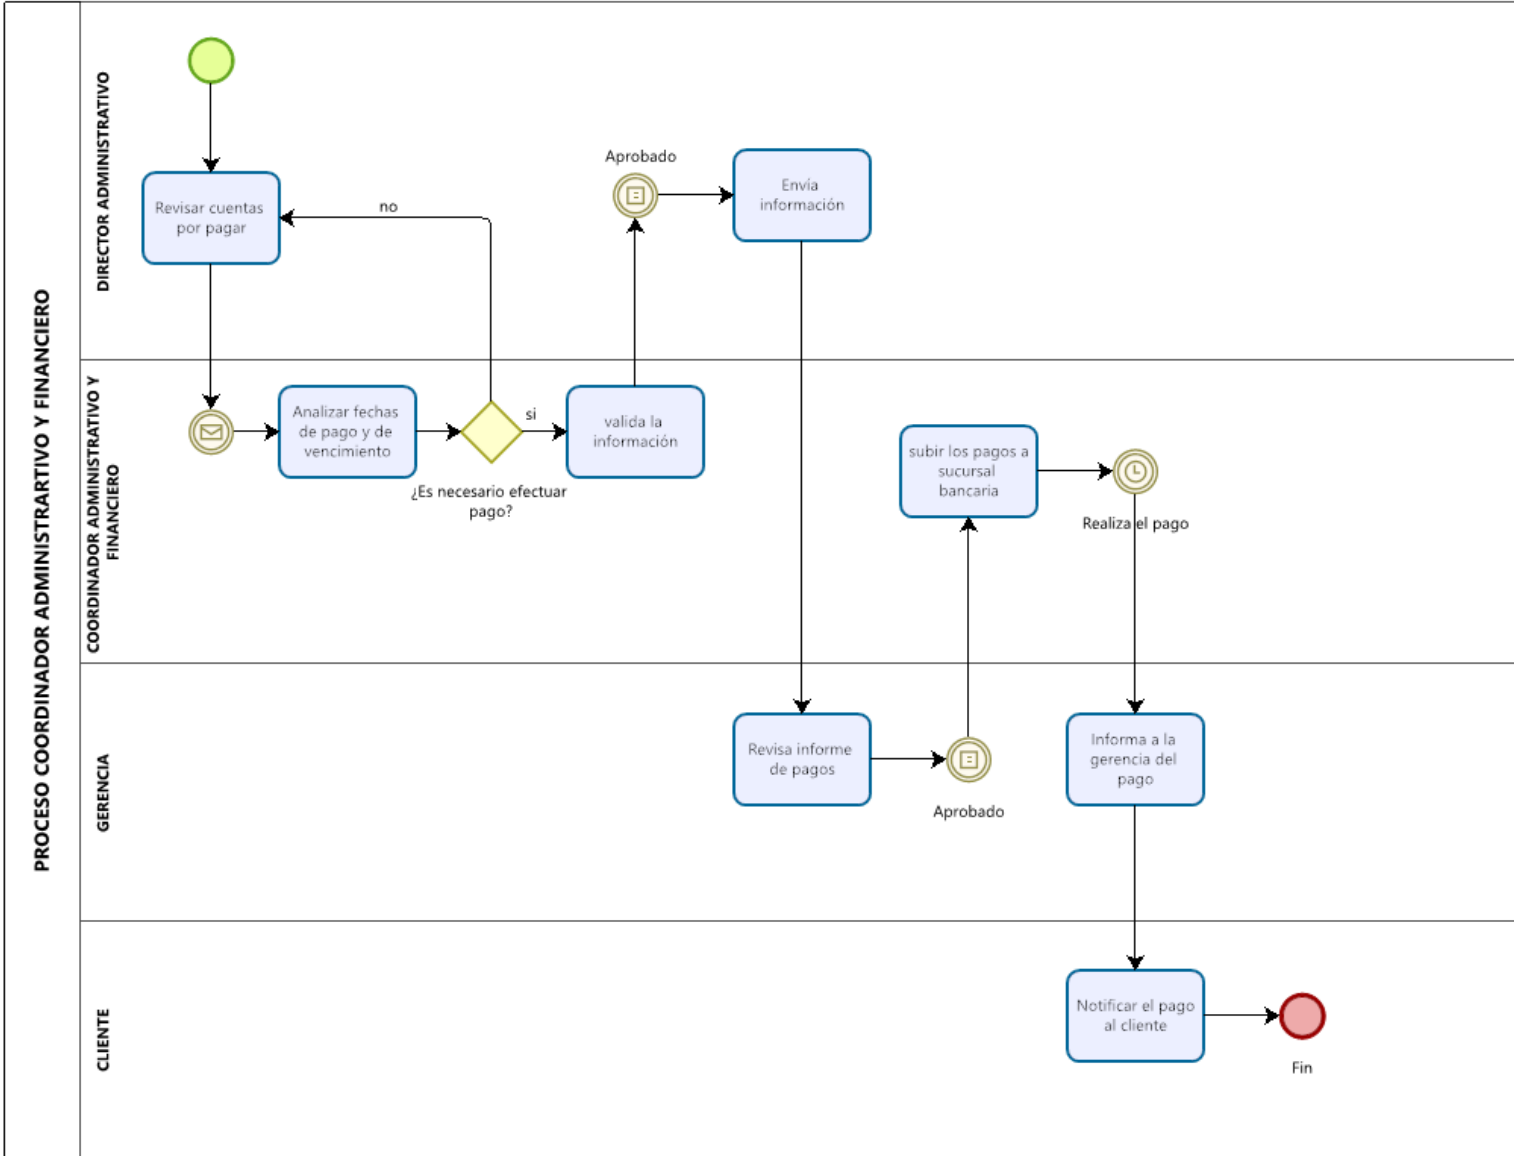 PROCESO COORDINADOR ADMINISTRARTIVO Y FINANCIERO
DIRECTOR ADMINISTRATIVO
Revisar cuentas
por pagar
no
Aprobado
Envía
información
COORDINADOR ADMINISTRATIVO Y
FINANCIERO
Analizar fechas
de pago y de
vencimiento
¿Es necesario efectuar
pago?
si
valida la
información
subir los pagos a
sucursal
bancaria
Realiza el pago
GERENCIA
Revisa informe
de pagos
Aprobado
Informa a la
gerencia del
pago
CLIENTE
Notificar el pago
al cliente
Fin